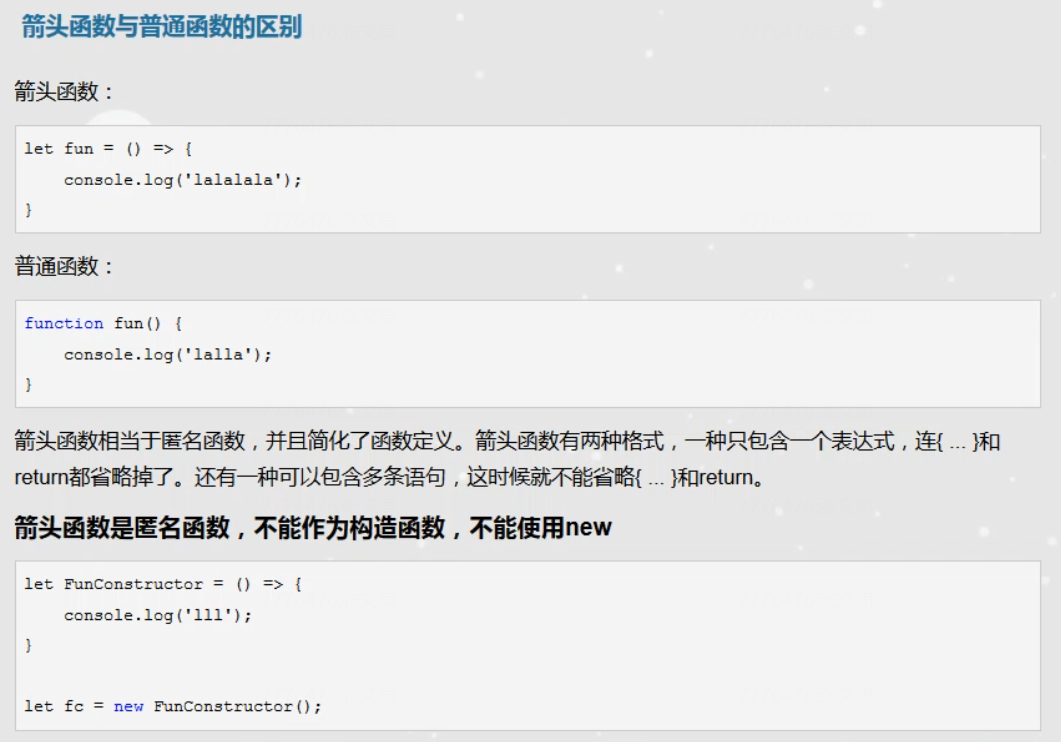 箭头函数与普通函数的区别
箭头函数：
let fun = () => {
    console.log('lalalala');
}
普通函数：
function fun() {
    console.log('lalla');
}
箭头函数相当于匿名函数，并且简化了函数定义。箭头函数有两种格式，一种只包含一个表达式，连{ ... }和
return都省略掉了。还有一种可以包含多条语句，这时候就不能省略{ ... }和return。
箭头函数是匿名函数，不能作为构造函数，不能使用new
let FunConstructor = () => {
    console.log('lll');
}
let fc = new FunConstructor();